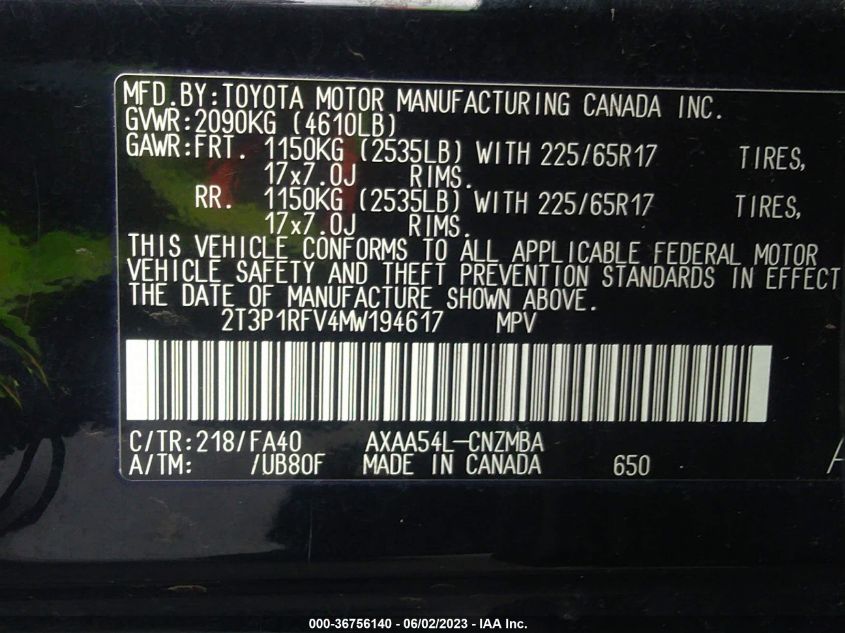 MFD.BY:TOYOTA MOTOR MANUFACTURING CANADA INC.
GVWR:2090KG (4610LB)
GAWR:FRT. 1150KG (2535LB) WITH 225/65R17 TIRES,
17x7.0J RIMS.
RR. 1150KG (2535LB) WITH 225/65R17 TIRES,
17x7.0J RIMS.
THIS VEHICLE CONFORMS TO ALL APPLICABLE FEDERAL MOTOR
VEHICLE SAFETY AND THEFT PREVENTION STANDARDS IN EFFECT
THE DATE OF MANUFACTURE SHOWN ABOVE.
2T3P1RFV4MW194617 MPV
C/TR:218/FA40 AXAA54L-CNZMBA
A/TM: /UB80F MADE IN CANADA 650
000-36756140 - 06/02/2023 - IAA Inc.